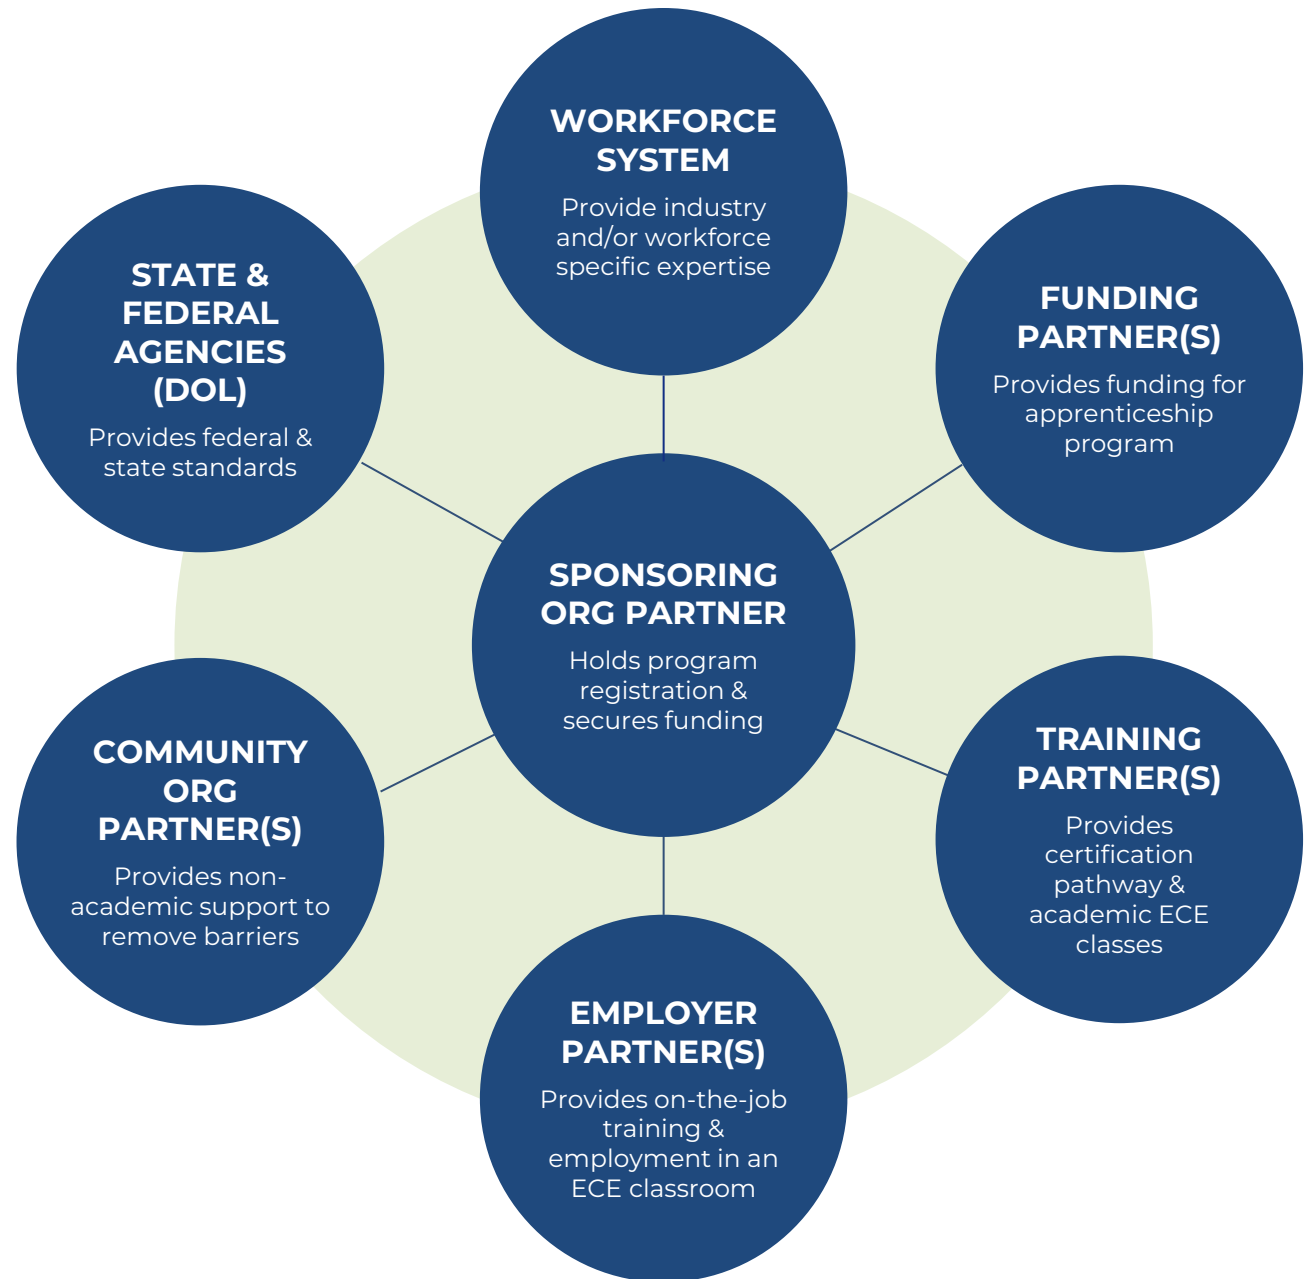 WORKFORCE
SYSTEM
Provide industry
and/or workforce
specific expertise
STATE &
FEDERAL
AGENCIES
(DOL)
Provides federal &
state standards
FUNDING
PARTNER(S)
Provides funding for
apprenticeship
program
SPONSORING
ORG PARTNER
Holds program
registration &
secures funding
COMMUNITY
ORG
PARTNER(S)
Provides non-
academic support to
remove barriers
TRAINING
PARTNER(S)
Provides
certification
pathway &
academic ECE
classes
EMPLOYER
PARTNER(S)
Provides on-the-job
training &
employment in an
ECE classroom